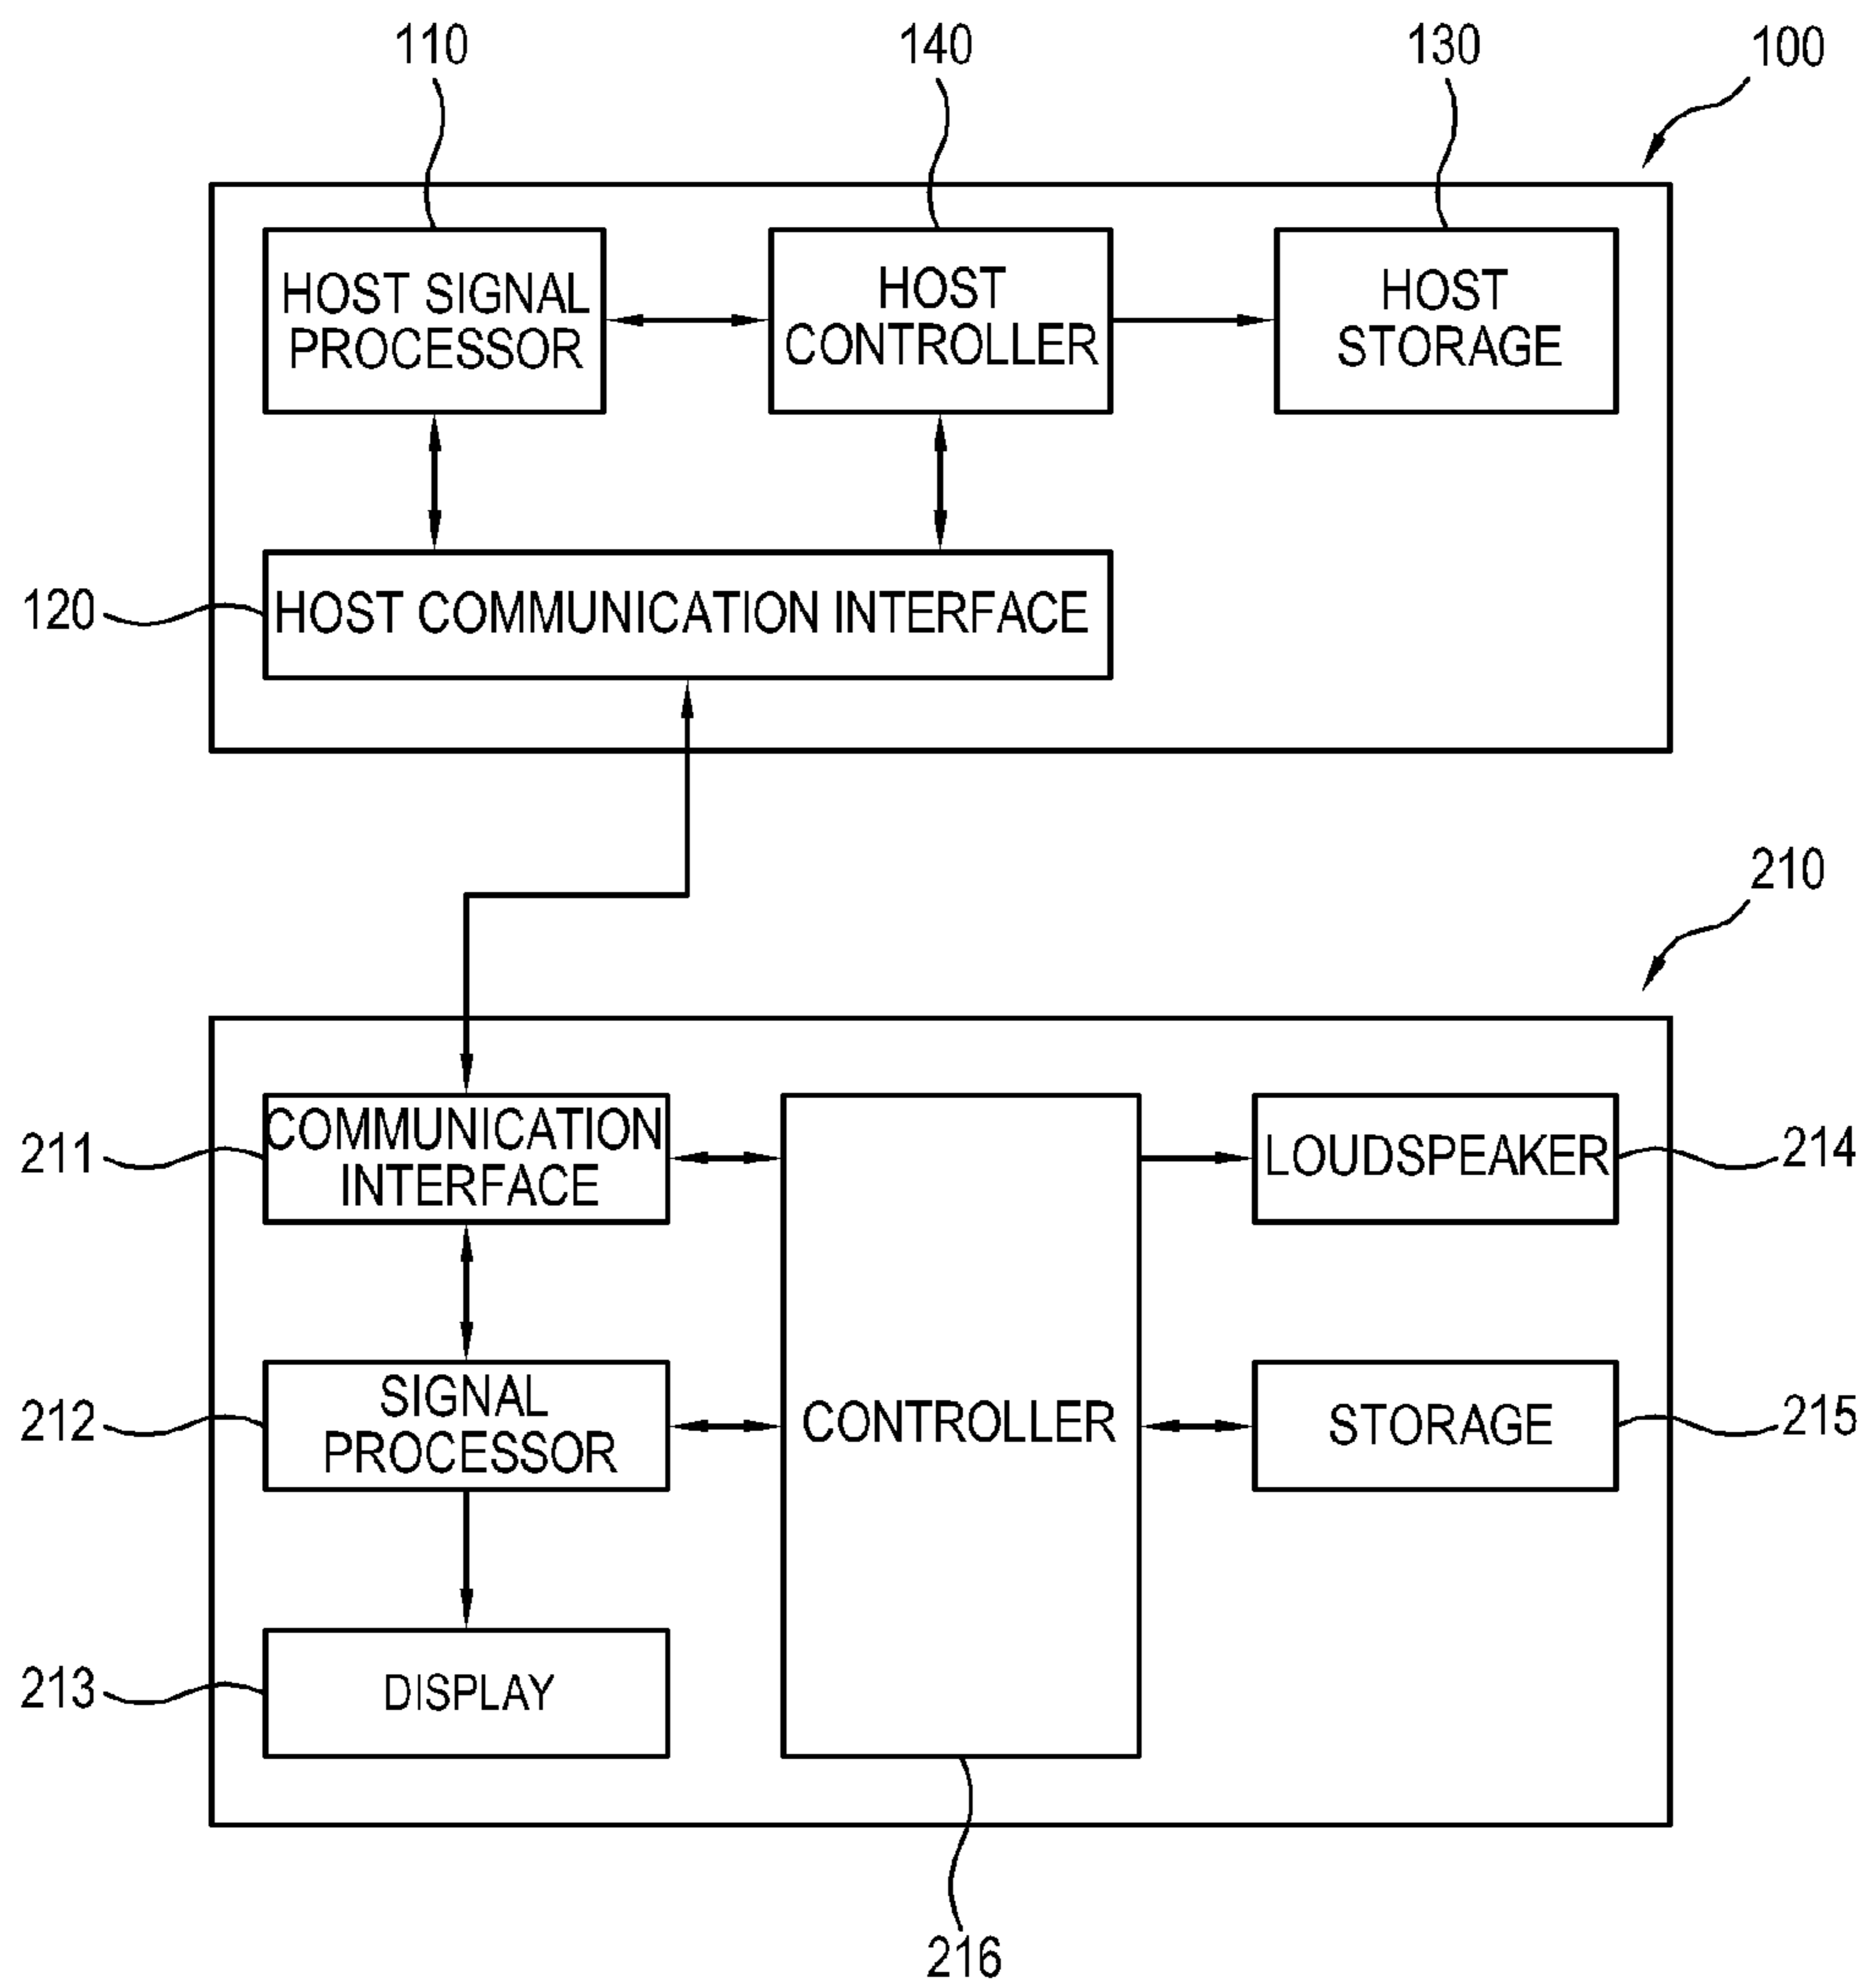 110
140
130
100
HOST SIGNAL
PROCESSOR
HOST
CONTROLLER
HOST
STORAGE
120
HOST COMMUNICATION INTERFACE
210
211
COMMUNICATION
INTERFACE
LOUDSPEAKER
214
212
SIGNAL
PROCESSOR
CONTROLLER
STORAGE
215
213
DISPLAY
216